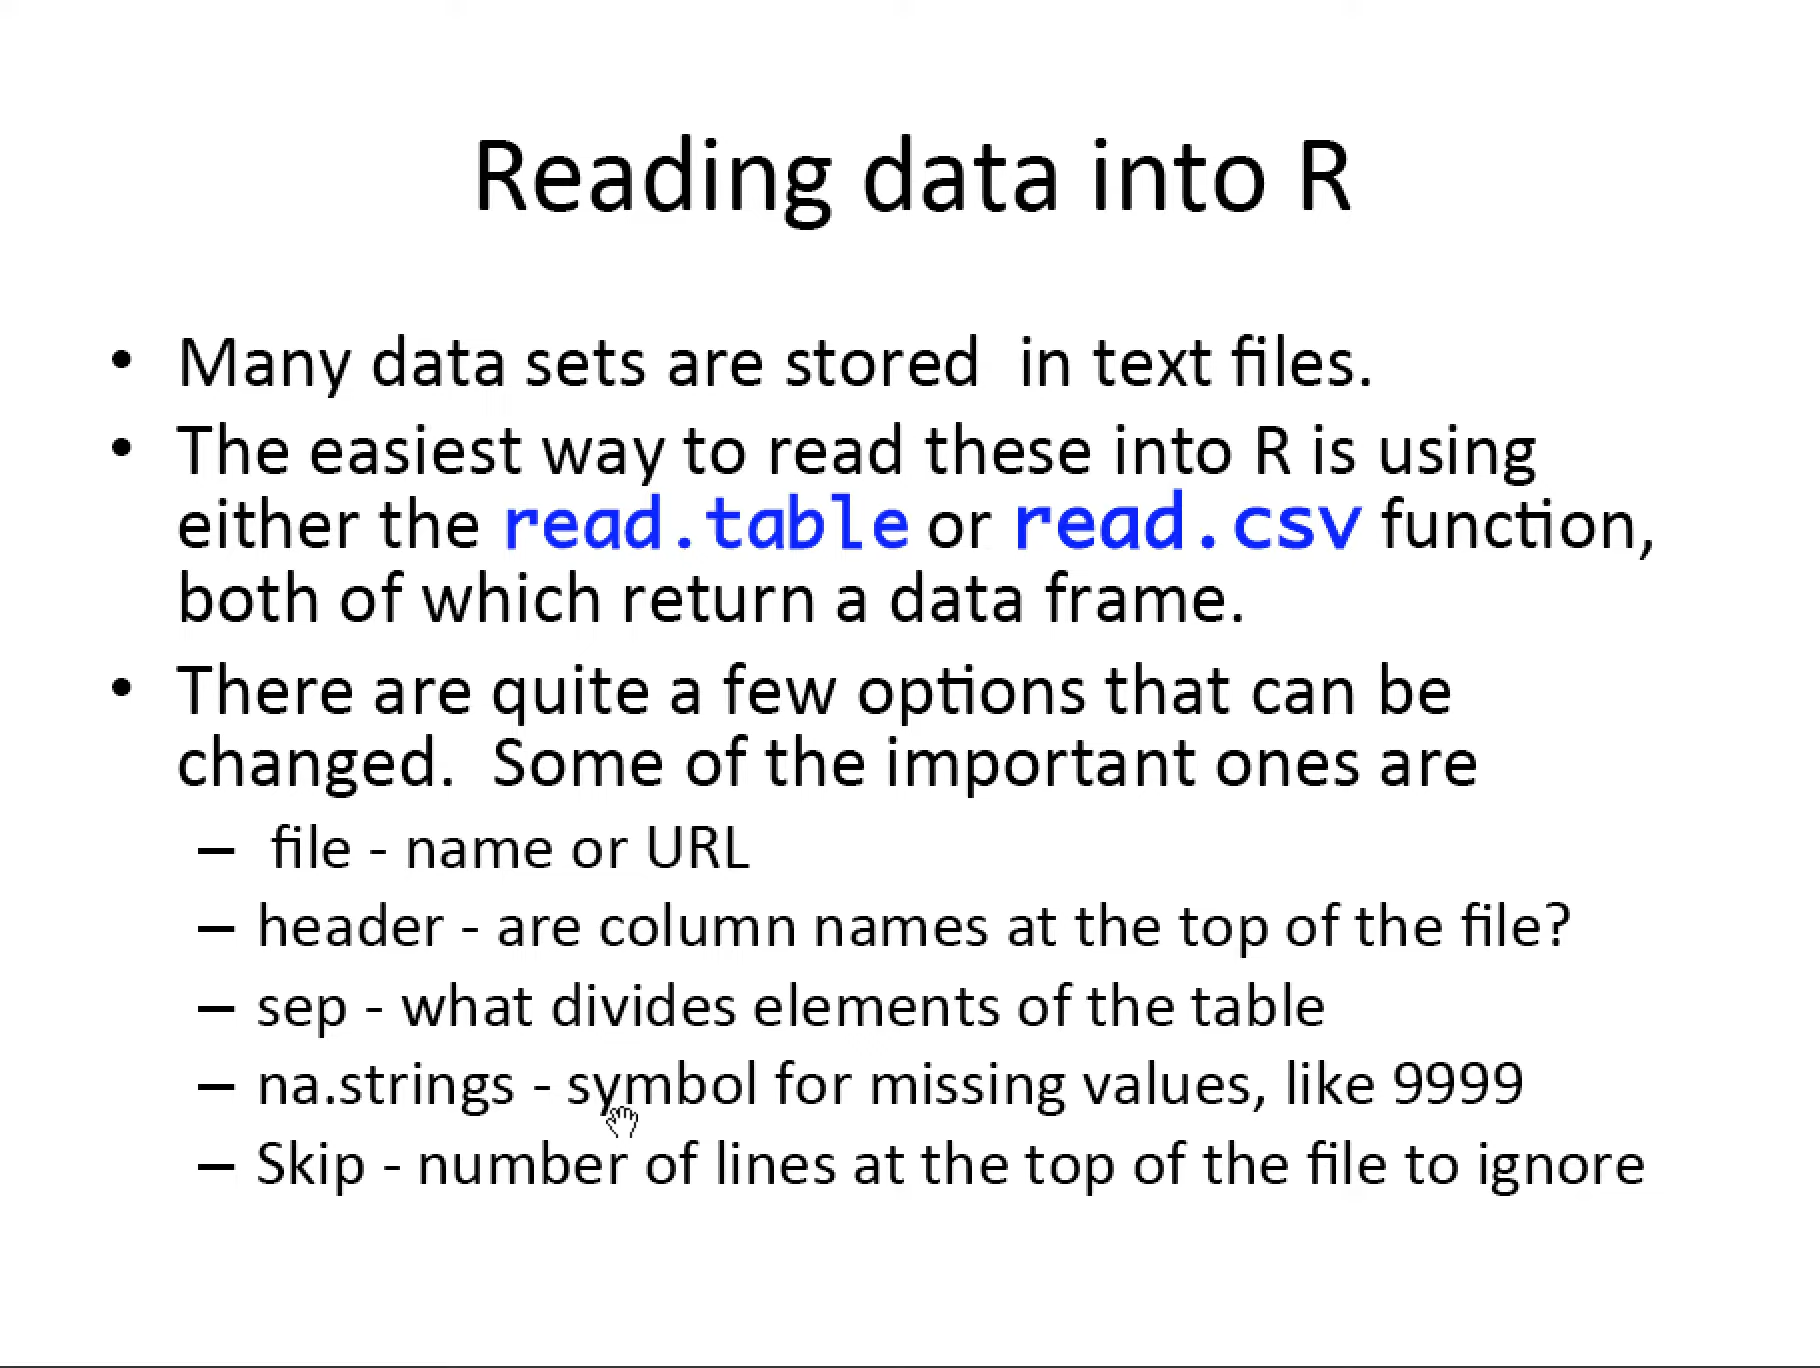 Reading data into R
• Many data sets are stored  in text files.
• The easiest way to read these into R is using
either the read.table or read.csv function,
both of which return a data frame.
• There are quite a few options that can be
changed.  Some of the important ones are
– file - name or URL
– header - are column names at the top of the file?
– sep - what divides elements of the table
– na.strings - symbol for missing values, like 9999
– Skip - number of lines at the top of the file to ignore